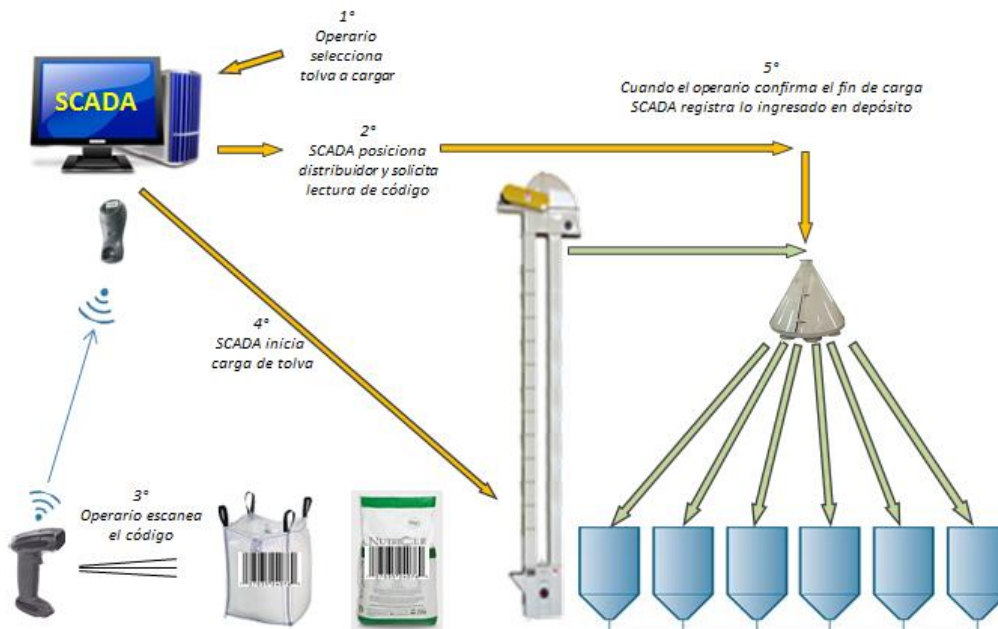 1°
Operario
selecciona
tolva a cargar
SCADA
2°
SCADA posiciona
distribuidor y solicita
lectura de código
5°
Cuando el operario confirma el fin de carga
SCADA registra lo ingresado en depósito
4°
SCADA inicia
carga de tolva
3°
Operario escanea
el código